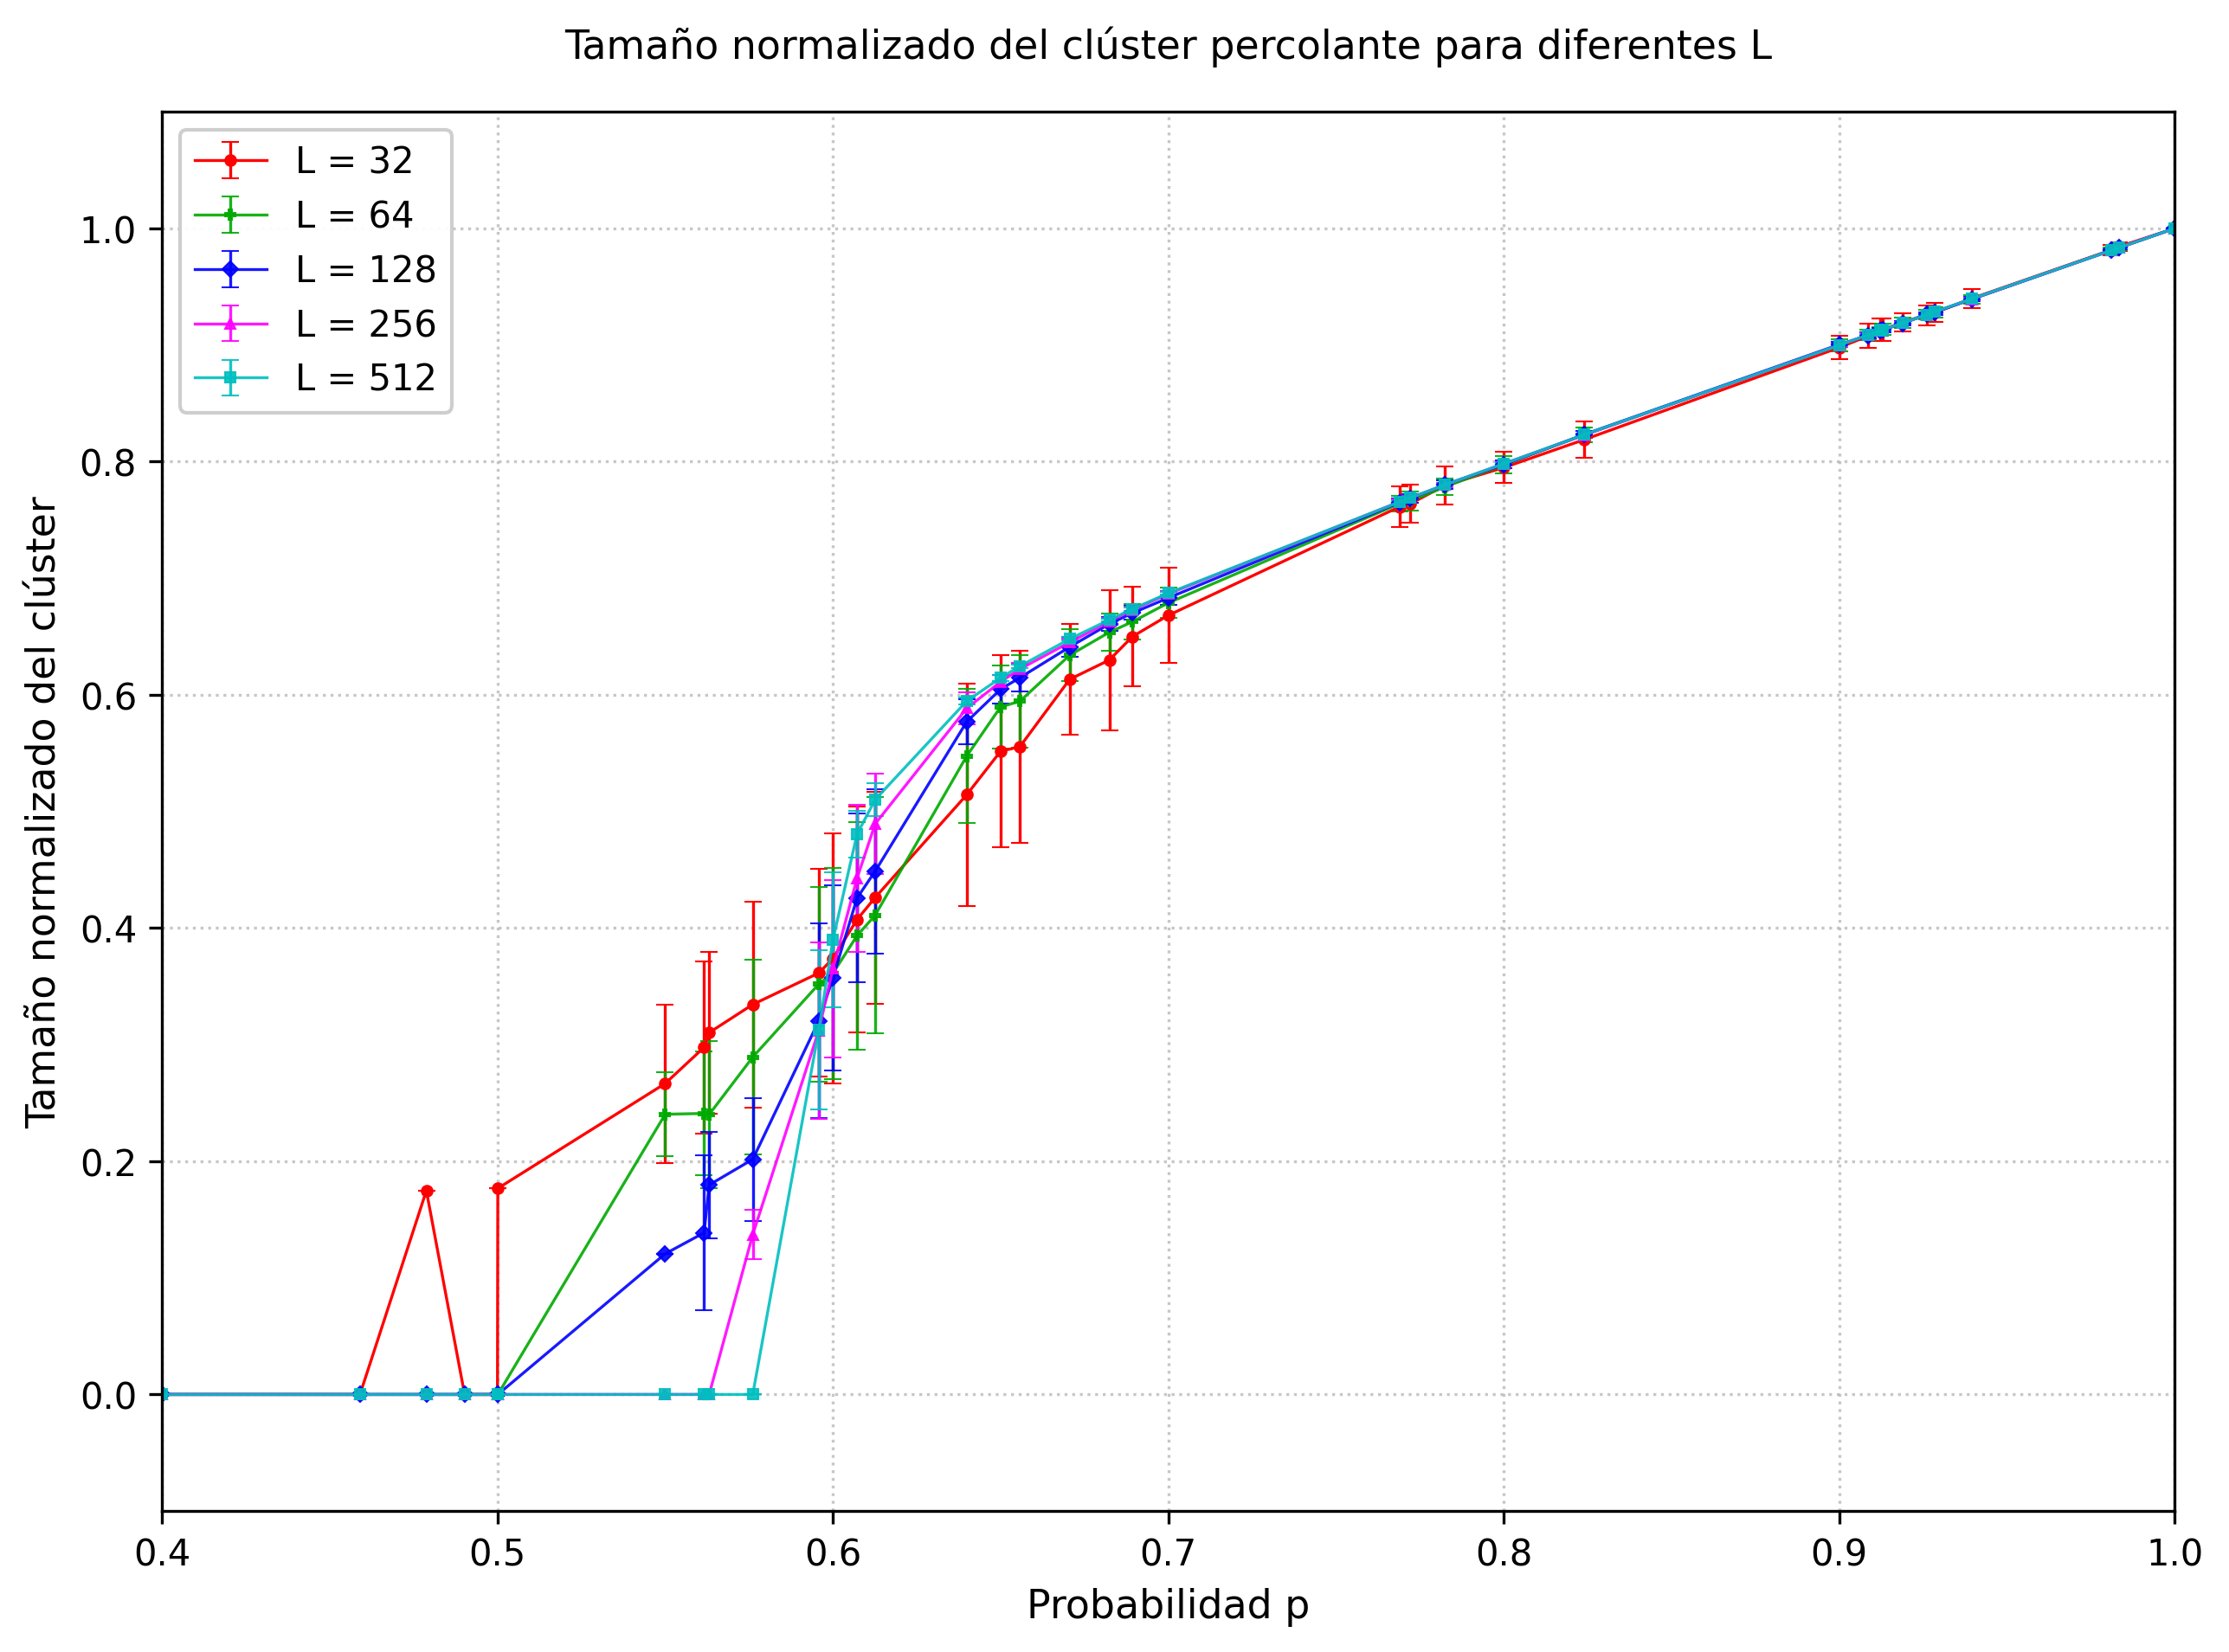 Tamaño normalizado del clúster percolante para diferentes L
L = 32
L = 64
L = 128
L = 256
L = 512
Tamaño normalizado del clúster
1.0
0.8
0.6
0.4
0.2
0.0
0.4 0.5 0.6 0.7 0.8 0.9 1.0
Probabilidad p